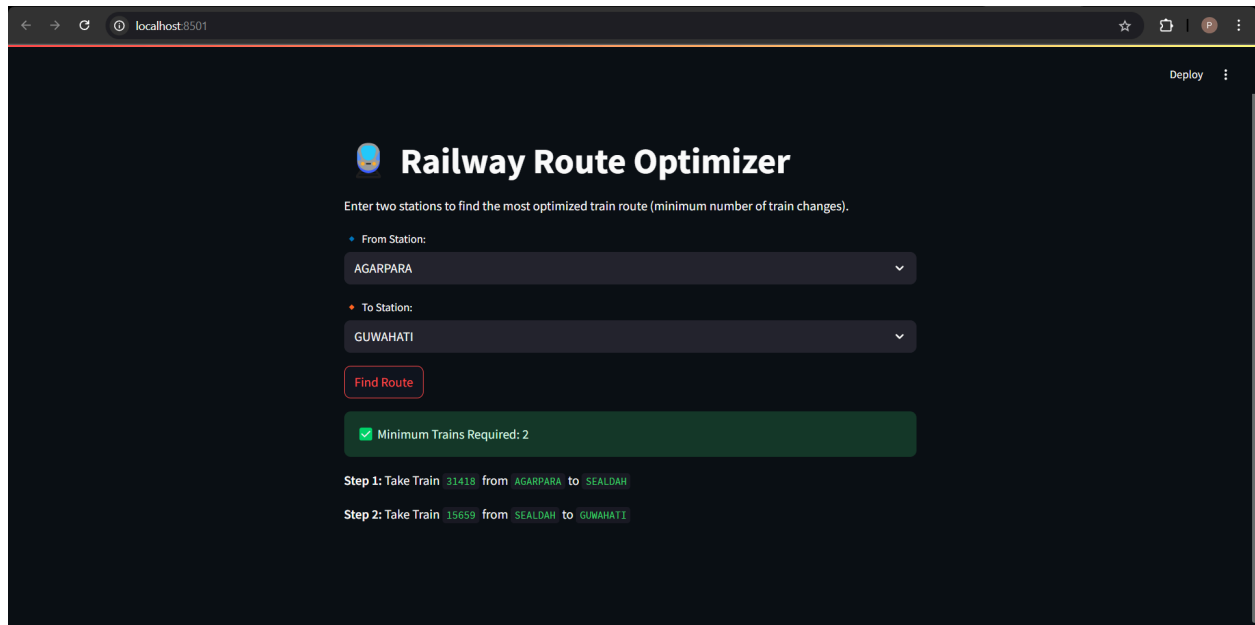 localhost:8501
P
Deploy
Railway Route Optimizer
Enter two stations to find the most optimized train route (minimum number of train changes).
From Station:
AGARPARA
To Station:
GUWAHATI
Find Route
Minimum Trains Required: 2
Step 1: Take Train 31418 from AGARPARA to SEALDAH
Step 2: Take Train 15659 from SEALDAH to GUWAHATI